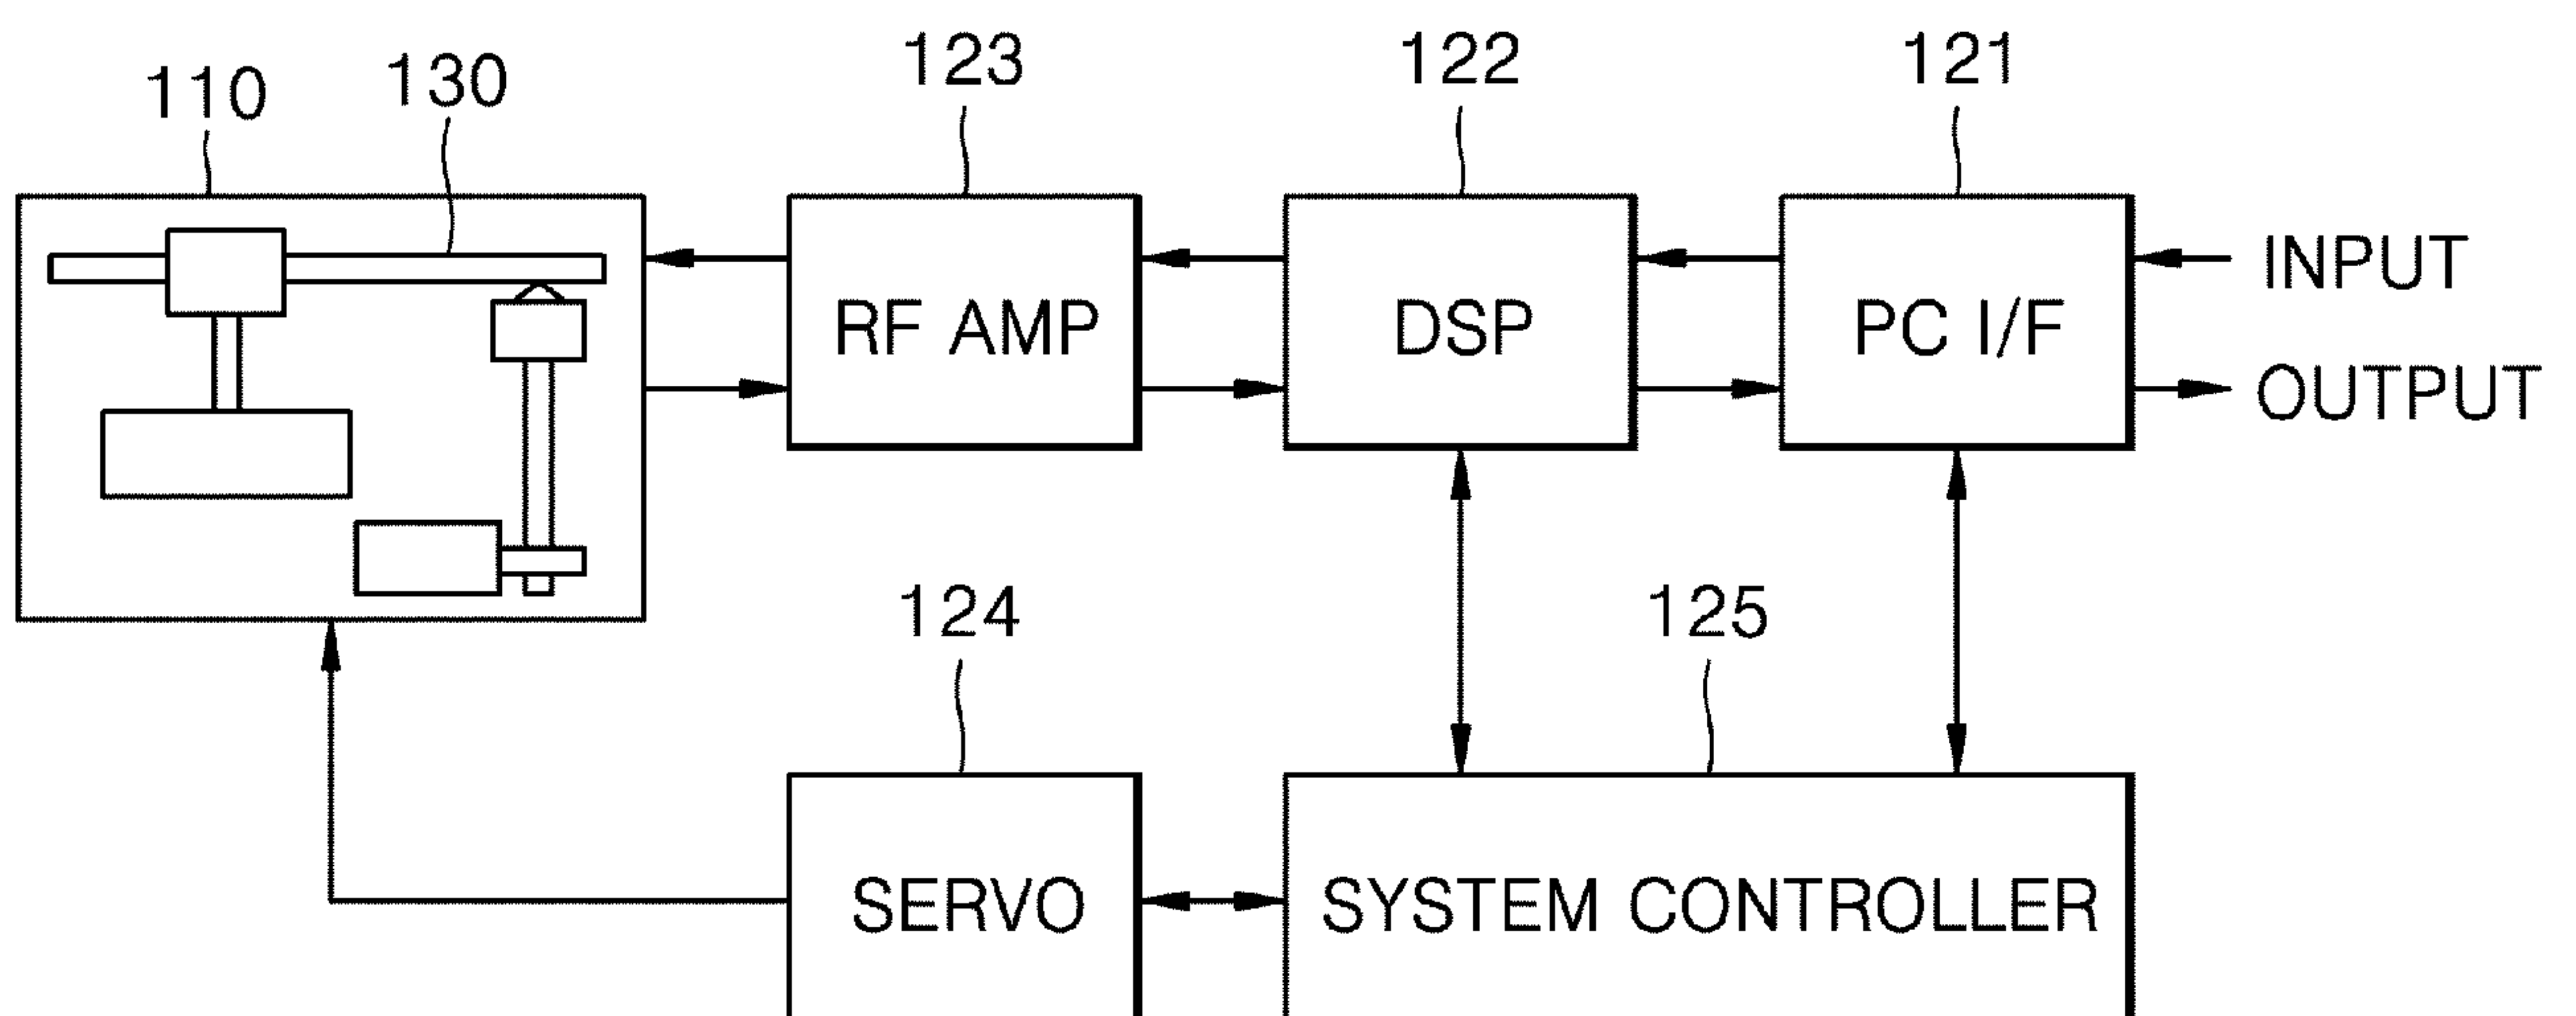 110
130
123
122
121
RF AMP
DSP
PC I/F
INPUT
OUTPUT
124
125
SERVO
SYSTEM CONTROLLER